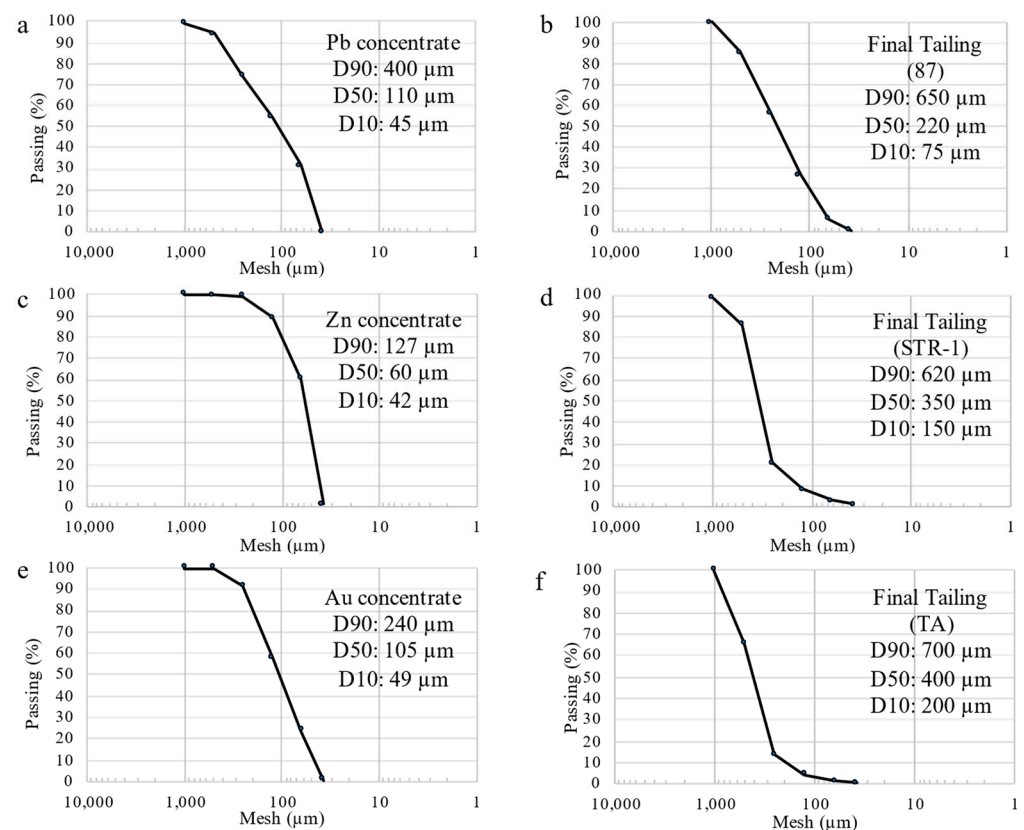 a
Pb concentrate
D90: 400 µm
D50: 110 µm
D10: 45 µm
Passing (%)
100
90
80
70
60
50
40
30
20
10
0
10,000 1,000 100 10 1
Mesh (µm)
b
Final Tailing
(87)
D90: 650 µm
D50: 220 µm
D10: 75 µm
Passing (%)
100
90
80
70
60
50
40
30
20
10
0
10,000 1,000 100 10 1
Mesh (µm)
c
Zn concentrate
D90: 127 µm
D50: 60 µm
D10: 42 µm
Passing (%)
100
90
80
70
60
50
40
30
20
10
0
10,000 1,000 100 10 1
Mesh (µm)
d
Final Tailing
(STR-1)
D90: 620 µm
D50: 350 µm
D10: 150 µm
Passing (%)
100
90
80
70
60
50
40
30
20
10
0
10,000 1,000 100 10 1
Mesh (µm)
e
Au concentrate
D90: 240 µm
D50: 105 µm
D10: 49 µm
Passing (%)
100
90
80
70
60
50
40
30
20
10
0
10,000 1,000 100 10 1
Mesh (µm)
f
Final Tailing
(TA)
D90: 700 µm
D50: 400 µm
D10: 200 µm
Passing (%)
100
90
80
70
60
50
40
30
20
10
0
10,000 1,000 100 10 1
Mesh (µm)